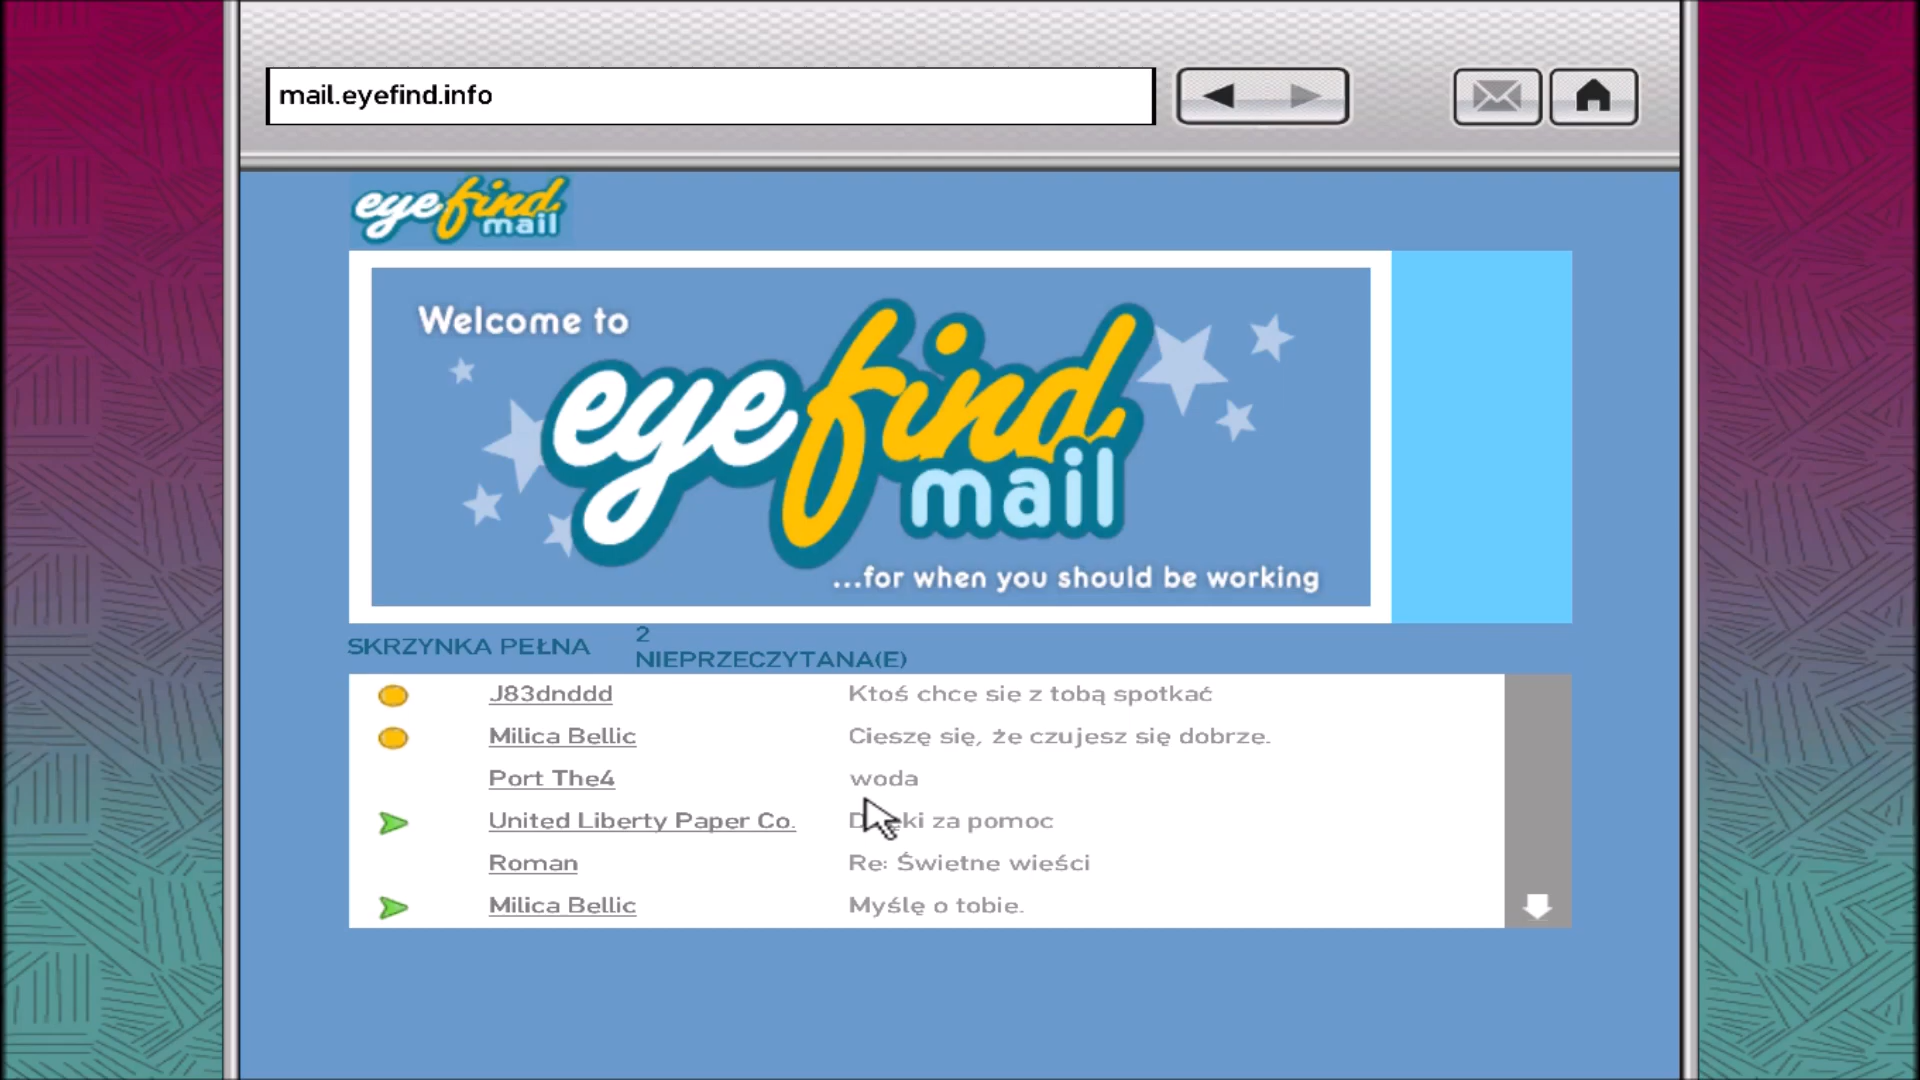 mail.eyefind.info
eyefind
mail
Welcome to
eyefind
mail
...for when you should be working
SKRZYNKA PEŁNA
2
NIEPRZECZYTANA(E)
J83dnddd Ktoś chce sie z tobą spotkać
Milica Bellic Cieszę się, że czujesz się dobrze.
Port The4 woda
United Liberty Paper Co. za pomoc
Roman Re: Świetne wieści
Milica Bellic Myślę o tobie.